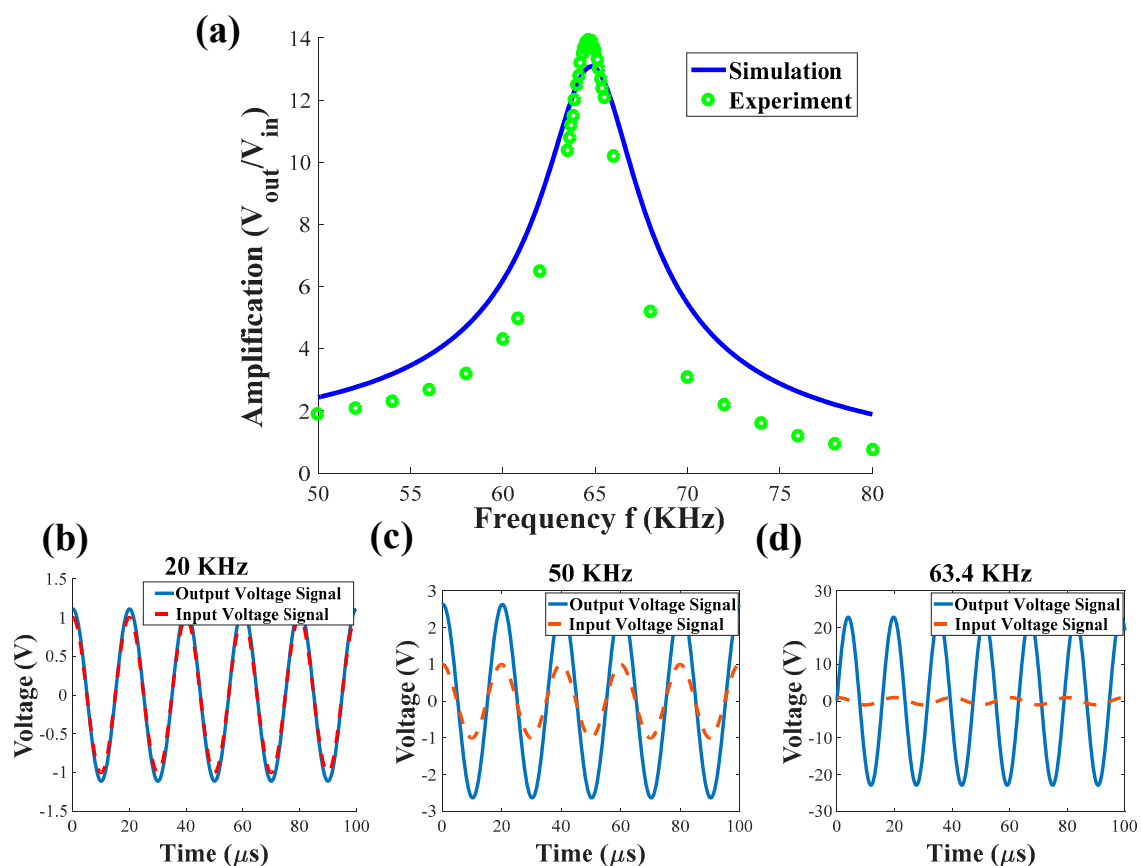 (a)
14
12
10
8
6
4
2
0
Amplification (V_out/V_in)
Simulation
Experiment
50
55
60
65
70
75
80
Frequency f (KHz)
(b)
20 KHz
Output Voltage Signal
Input Voltage Signal
1.5
1
0.5
0
-0.5
-1
-1.5
Voltage (V)
0
20
40
60
80
100
Time (μs)
(c)
50 KHz
Output Voltage Signal
Input Voltage Signal
3
2
1
0
-1
-2
-3
Voltage (V)
0
20
40
60
80
100
Time (μs)
(d)
63.4 KHz
Output Voltage Signal
Input Voltage Signal
30
20
10
0
-10
-20
-30
Voltage (V)
0
20
40
60
80
100
Time (μs)